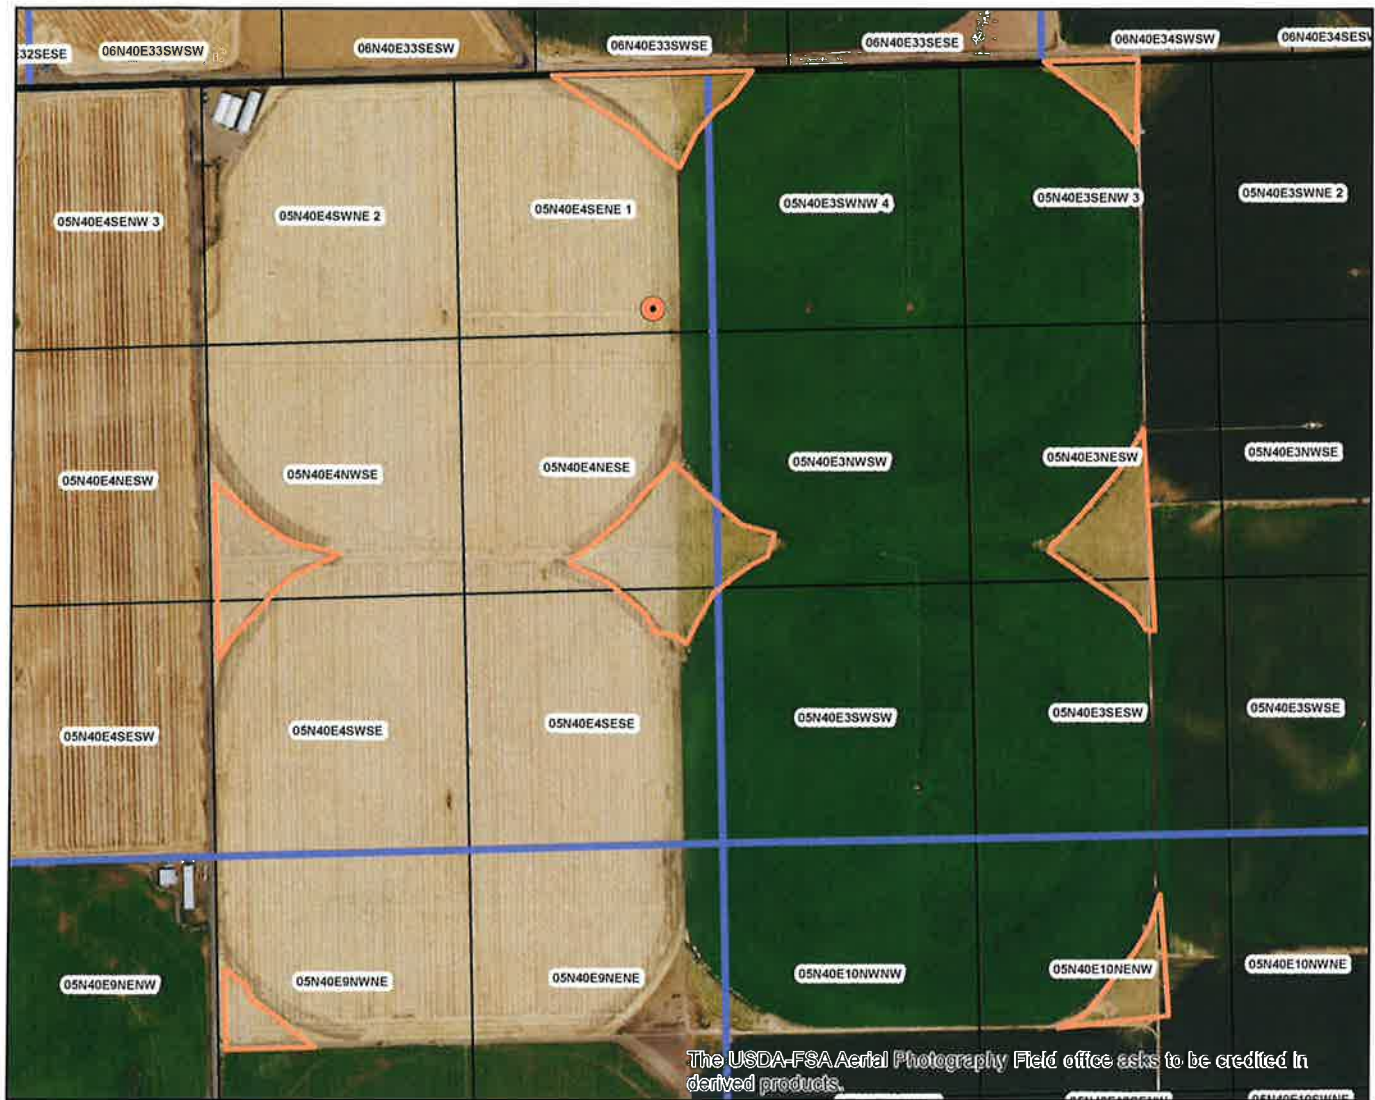 32SESE
06N40E33SWSW
06N40E33SESW
06N40E33SWSE
06N40E33SESE
06N40E34SWSW
06N40E34SESW
05N40E4SENW 3
05N40E4SWNE 2
05N40E4SENE 1
05N40E3SWNW 4
05N40E3SENW 3
05N40E3SWNE 2
05N40E4NESW
05N40E4NWSE
05N40E4NESE
05N40E3NWSW
05N40E3NESW
05N40E3NWSE
05N40E4SESW
05N40E4SWSE
05N40E4SESE
05N40E3SWSW
05N40E3SESW
05N40E3SWSE
05N40E9NENW
05N40E9NWNE
05N40E9NENE
05N40E10NWNW
05N40E10NENW
05N40E10NWNE
The USDA-FSA Aerial Photography Field office asks to be credited in
derived products.